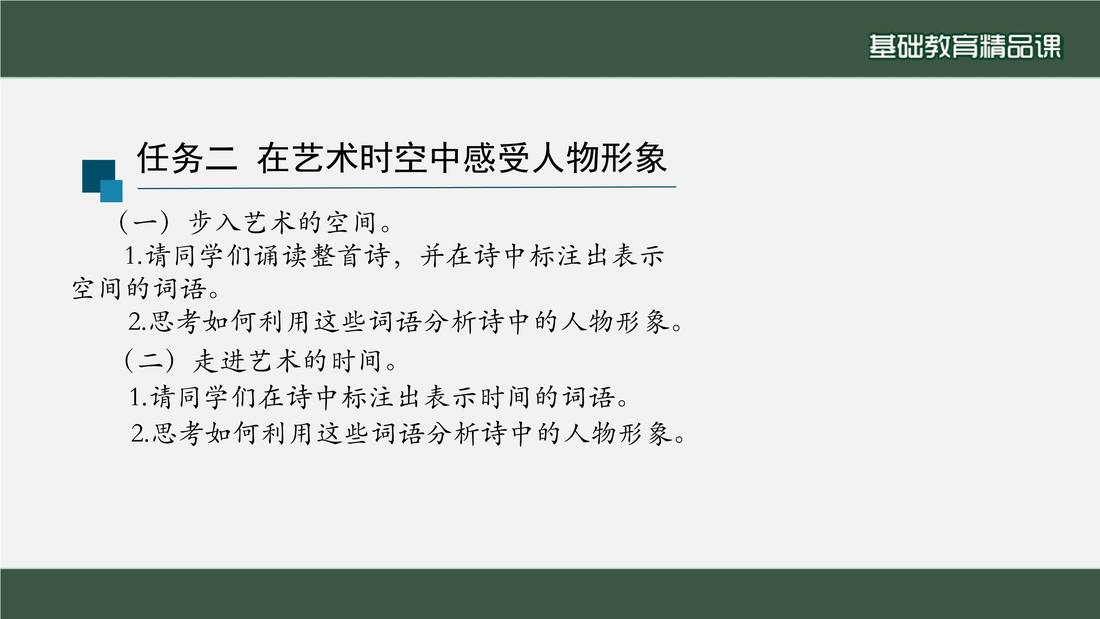 基础教育精品课
任务二 在艺术时空中感受人物形象
（一）步入艺术的空间。
1.请同学们诵读整首诗，并在诗中标注出表示
空间的词语。
2.思考如何利用这些词语分析诗中的人物形象。
（二）走进艺术的时间。
1.请同学们在诗中标注出表示时间的词语。
2.思考如何利用这些词语分析诗中的人物形象。